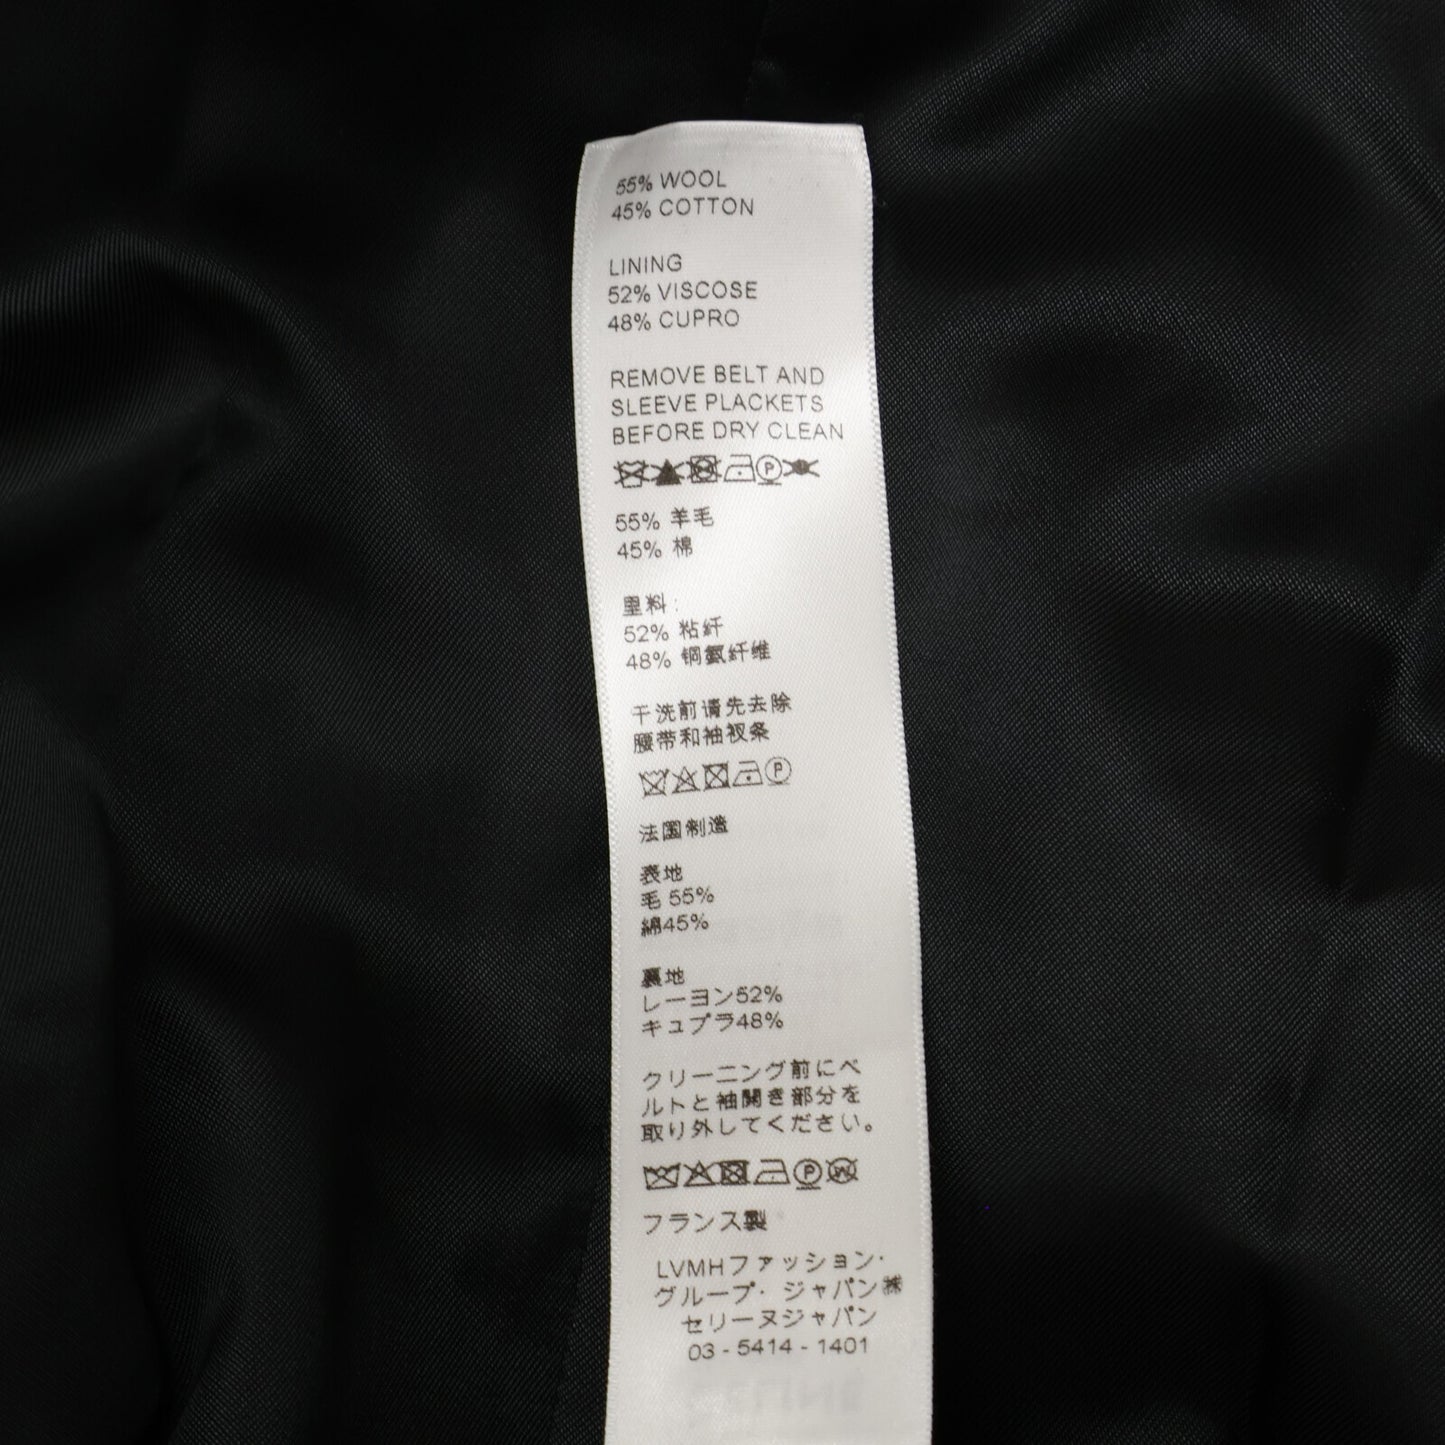 55% WOOL
45% COTTON
LINING
52% VISCOSE
48% CUPRO
REMOVE BELT AND
SLEEVE PLACKETS
BEFORE DRY CLEAN
P
55% 羊毛
45% 棉
里料:
52% 粘纤
48% 铜氨纤维
干洗前请先去除
腰带和袖衩条
P
法国制造
表地
毛 55%
綿45%
裏地
レーヨン52%
キュプラ48%
クリーニング前にベ
ルトと袖開き部分を
取り外してください。
P W
フランス製
LVMHファッション·
グループ· ジャパン㈱
セリーヌジャパン
03 - 5414 - 1401